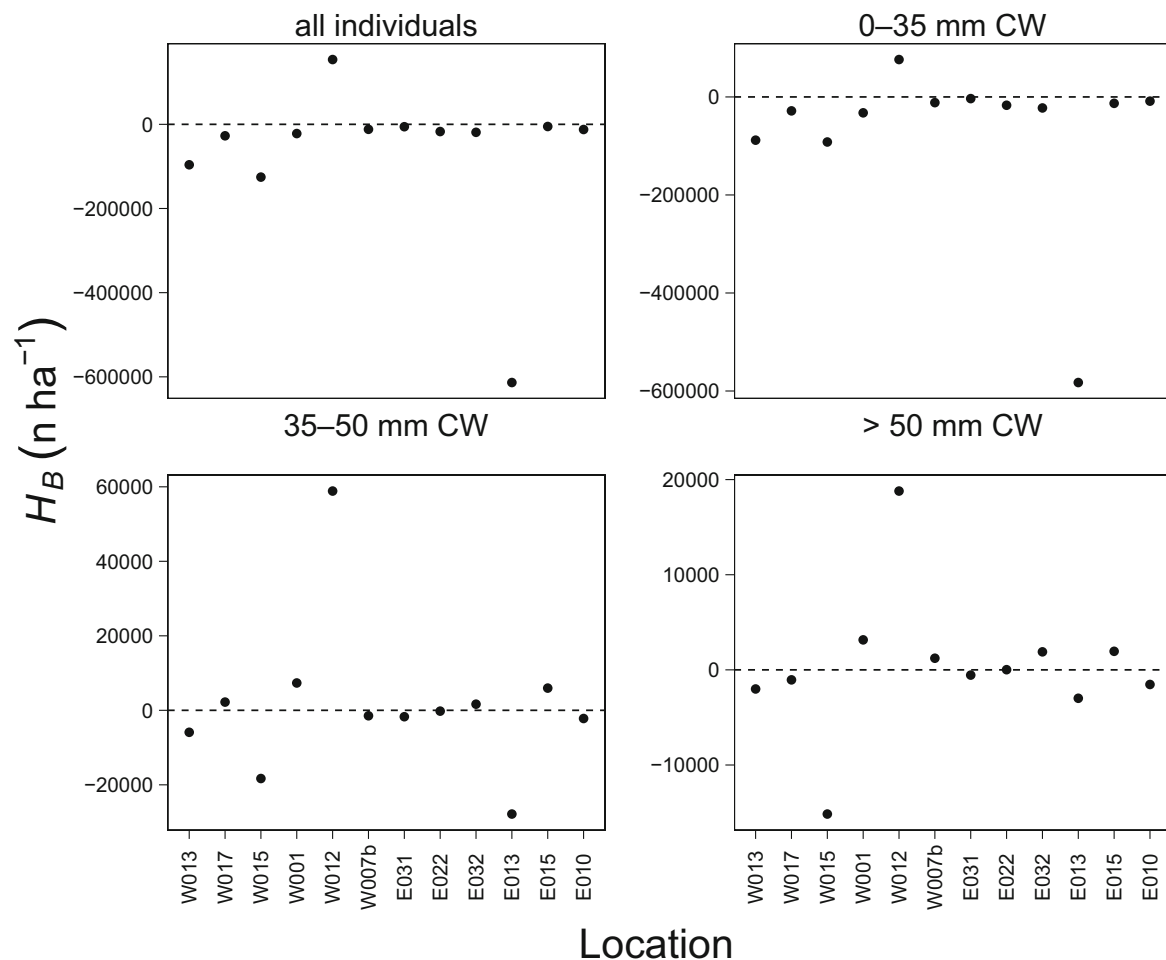 all individuals
0–35 mm CW
0
−200000
−400000
−600000
0
−200000
−400000
−600000
H_B (n ha⁻¹)
35–50 mm CW
> 50 mm CW
60000
40000
20000
0
−20000
20000
10000
0
−10000
W013
W017
W015
W001
W012
W007b
E031
E022
E032
E013
E015
E010
W013
W017
W015
W001
W012
W007b
E031
E022
E032
E013
E015
E010
Location